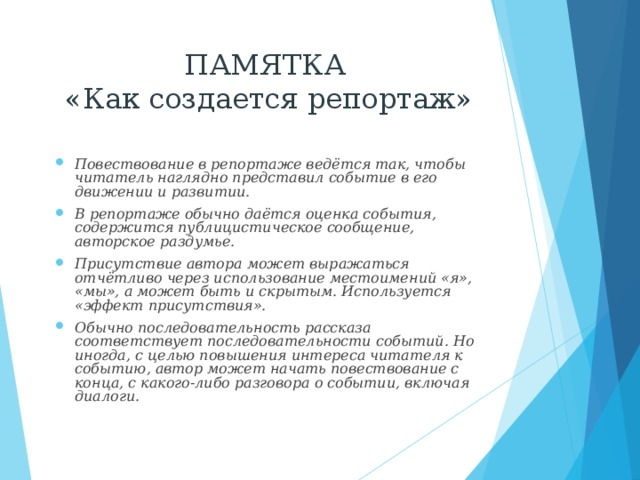 ПАМЯТКА
«Как создается репортаж»
Повествование в репортаже ведётся так, чтобы
читатель наглядно представил событие в его
движении и развитии.
В репортаже обычно даётся оценка события,
содержится публицистическое сообщение,
авторское раздумье.
Присутствие автора может выражаться
отчётливо через использование местоимений «я»,
«мы», а может быть и скрытым. Используется
«эффект присутствия».
Обычно последовательность рассказа
соответствует последовательности событий. Но
иногда, с целью повышения интереса читателя к
событию, автор может начать повествование с
конца, с какого-либо разговора о событии, включая
диалоги.